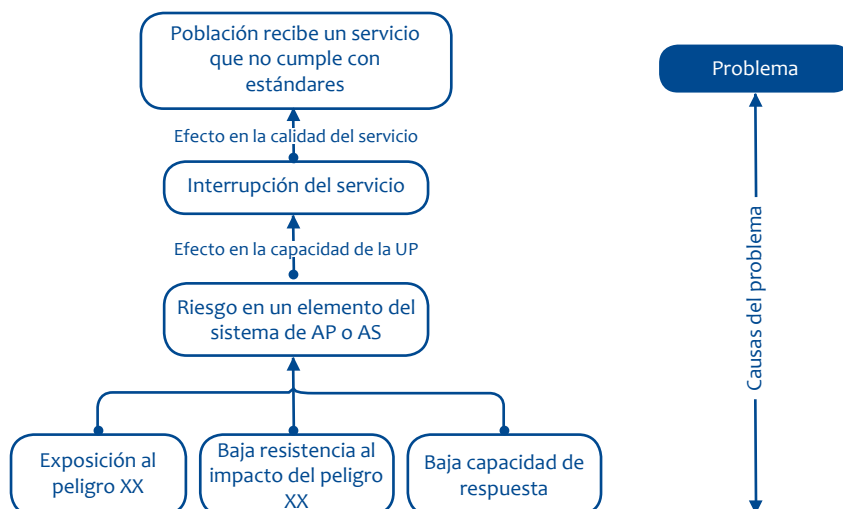 Población recibe un servicio
que no cumple con
estándares
Problema
Efecto en la calidad del servicio
Interrupción del servicio
Efecto en la capacidad de la UP
Riesgo en un elemento del
sistema de AP o AS
Causas del problema
Exposición al
peligro XX
Baja resistencia al
impacto del peligro
XX
Baja capacidad de
respuesta